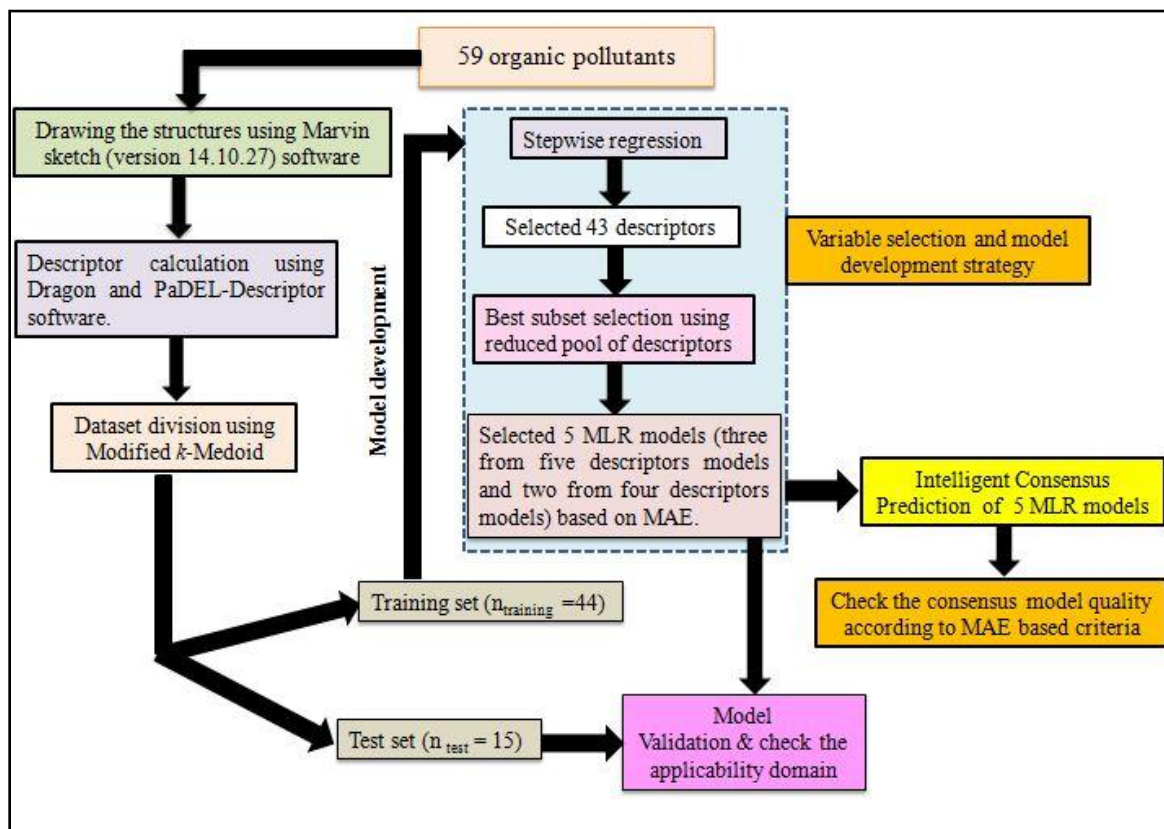 59 organic pollutants
Drawing the structures using Marvin
sketch (version 14.10.27) software
Descriptor calculation using
Dragon and PaDEL-Descriptor
software.
Dataset division using
Modified k-Medoid
Model development
Stepwise regression
Selected 43 descriptors
Best subset selection using
reduced pool of descriptors
Selected 5 MLR models (three
from five descriptors models
and two from four descriptors
models) based on MAE.
Variable selection and model
development strategy
Intelligent Consensus
Prediction of 5 MLR models
Check the consensus model quality
according to MAE based criteria
Training set (n training =44)
Test set (n test = 15)
Model
Validation & check the
applicability domain